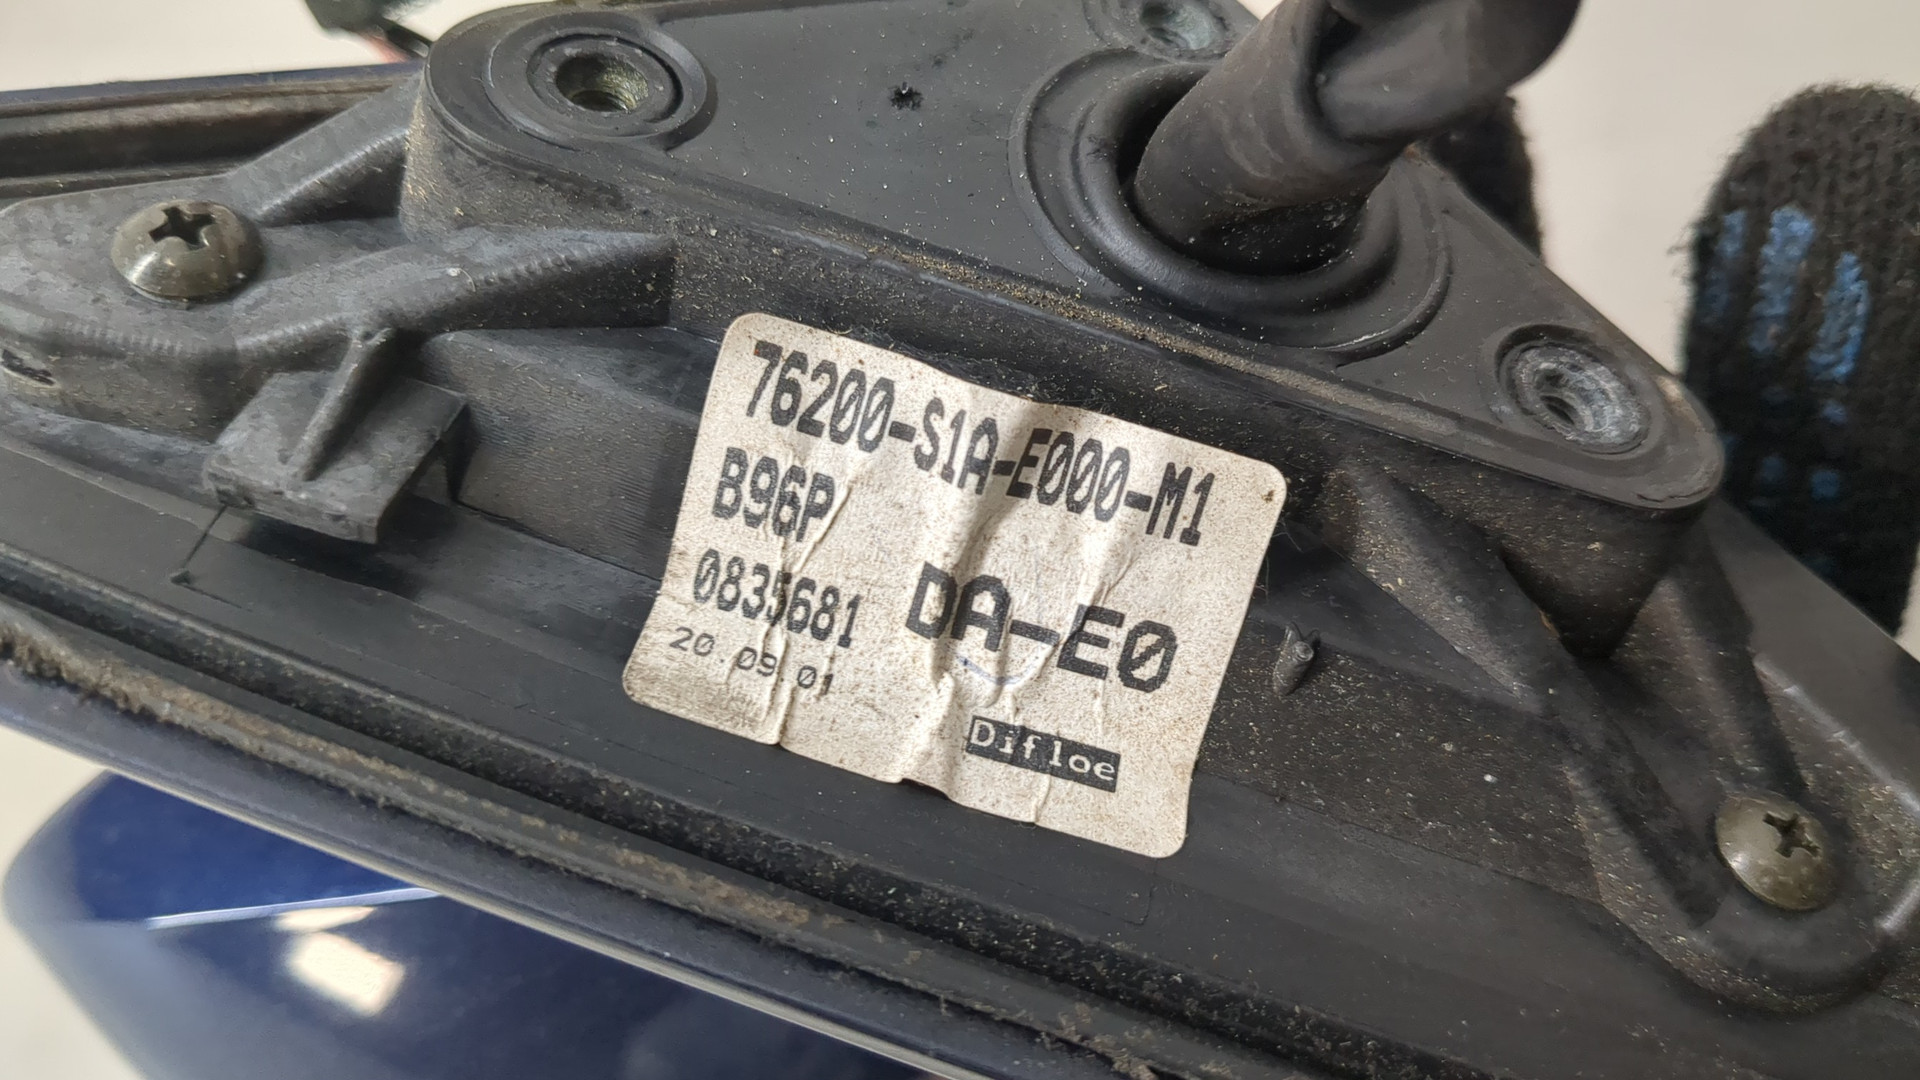 76200-S1A-E000-M1
B96P
0835681 DA-E0
20.09.01
Difloe